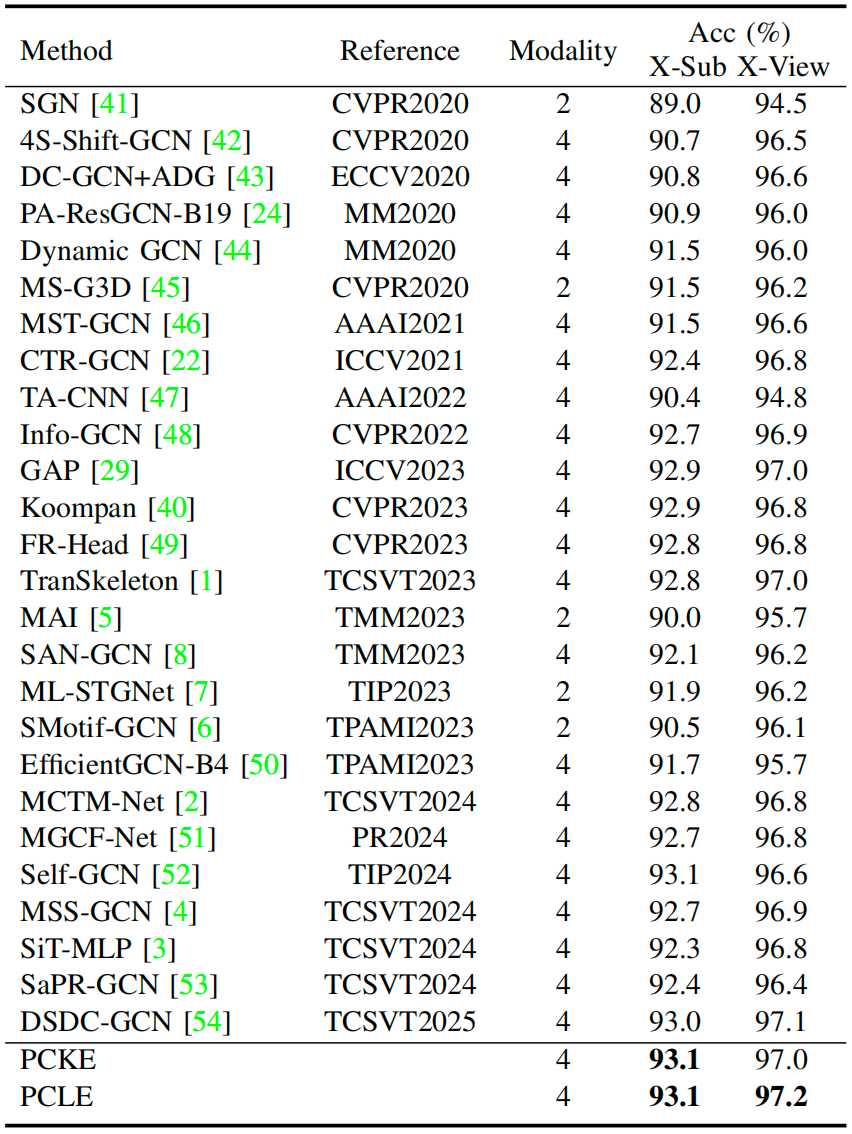 Method Reference Modality Acc (%)
X-Sub X-View
SGN [41] CVPR2020 2 89.0 94.5
4S-Shift-GCN [42] CVPR2020 4 90.7 96.5
DC-GCN+ADG [43] ECCV2020 4 90.8 96.6
PA-ResGCN-B19 [24] MM2020 4 90.9 96.0
Dynamic GCN [44] MM2020 4 91.5 96.0
MS-G3D [45] CVPR2020 2 91.5 96.2
MST-GCN [46] AAAI2021 4 91.5 96.6
CTR-GCN [22] ICCV2021 4 92.4 96.8
TA-CNN [47] AAAI2022 4 90.4 94.8
Info-GCN [48] CVPR2022 4 92.7 96.9
GAP [29] ICCV2023 4 92.9 97.0
Koompan [40] CVPR2023 4 92.9 96.8
FR-Head [49] CVPR2023 4 92.8 96.8
TranSkeleton [1] TCSVT2023 4 92.8 97.0
MAI [5] TMM2023 2 90.0 95.7
SAN-GCN [8] TMM2023 4 92.1 96.2
ML-STGNet [7] TIP2023 2 91.9 96.2
SMotif-GCN [6] TPAMI2023 2 90.5 96.1
EfficientGCN-B4 [50] TPAMI2023 4 91.7 95.7
MCTM-Net [2] TCSVT2024 4 92.8 96.8
MGCF-Net [51] PR2024 4 92.7 96.8
Self-GCN [52] TIP2024 4 93.1 96.6
MSS-GCN [4] TCSVT2024 4 92.7 96.9
SiT-MLP [3] TCSVT2024 4 92.3 96.8
SaPR-GCN [53] TCSVT2024 4 92.4 96.4
DSDC-GCN [54] TCSVT2025 4 93.0 97.1
PCKE 4 93.1 97.0
PCLE 4 93.1 97.2